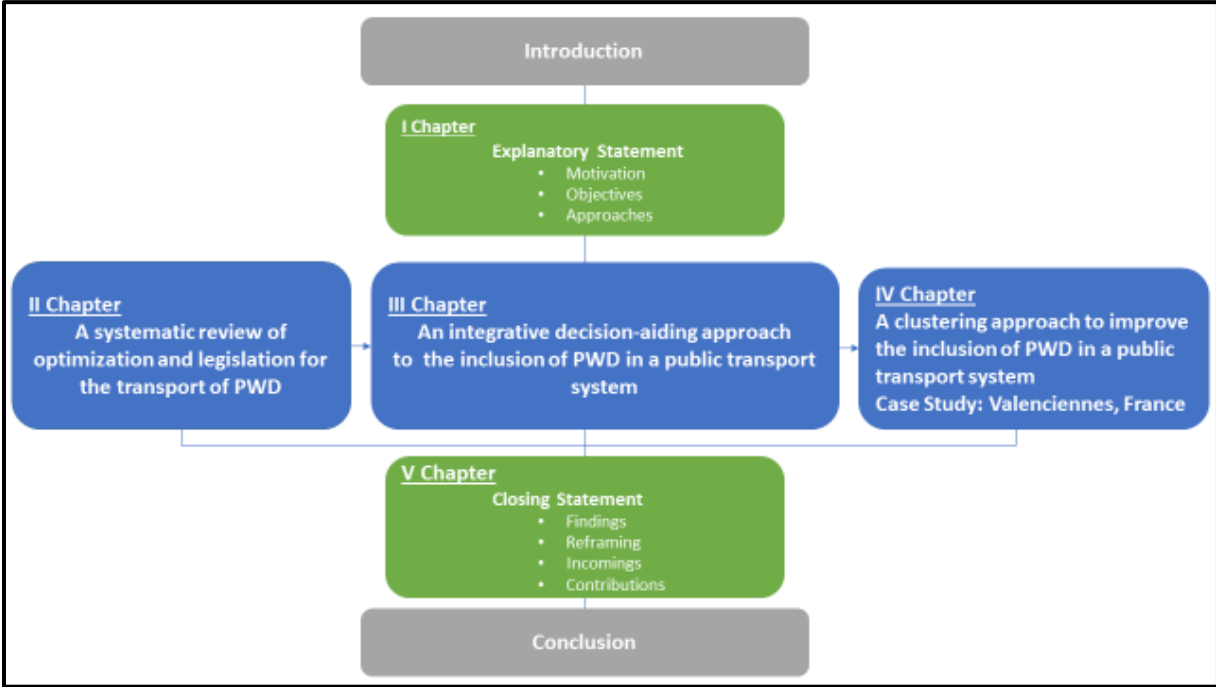 Introduction
I Chapter
Explanatory Statement
• Motivation
• Objectives
• Approaches
II Chapter
A systematic review of
optimization and legislation for
the transport of PWD
III Chapter
An integrative decision-aiding approach
to the inclusion of PWD in a public transport
system
IV Chapter
A clustering approach to improve
the inclusion of PWD in a public
transport system
Case Study: Valenciennes, France
V Chapter
Closing Statement
• Findings
• Reframing
• Incomings
• Contributions
Conclusion